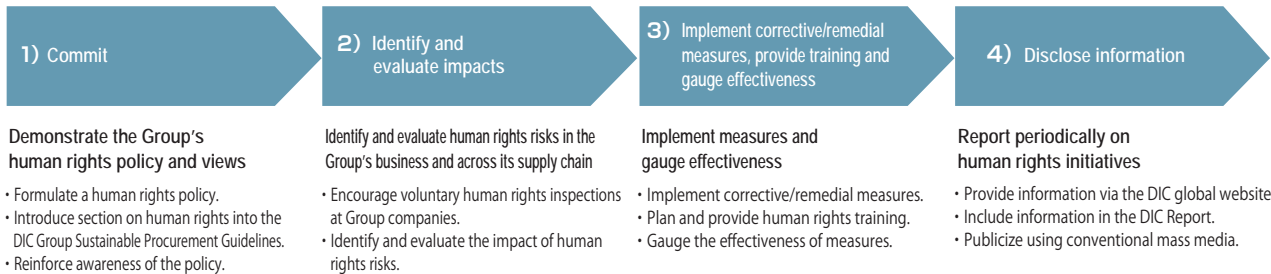 1) Commit
2) Identify and
evaluate impacts
3) Implement corrective/remedial
measures, provide training and
gauge effectiveness
4) Disclose information
Demonstrate the Group's
human rights policy and views
• Formulate a human rights policy.
• Introduce section on human rights into the
DIC Group Sustainable Procurement Guidelines.
• Reinforce awareness of the policy.
Identify and evaluate human rights risks in the
Group's business and across its supply chain
• Encourage voluntary human rights inspections
at Group companies.
• Identify and evaluate the impact of human
rights risks.
Implement measures and
gauge effectiveness
• Implement corrective/remedial measures.
• Plan and provide human rights training.
• Gauge the effectiveness of measures.
Report periodically on
human rights initiatives
• Provide information via the DIC global website
• Include information in the DIC Report.
• Publicize using conventional mass media.